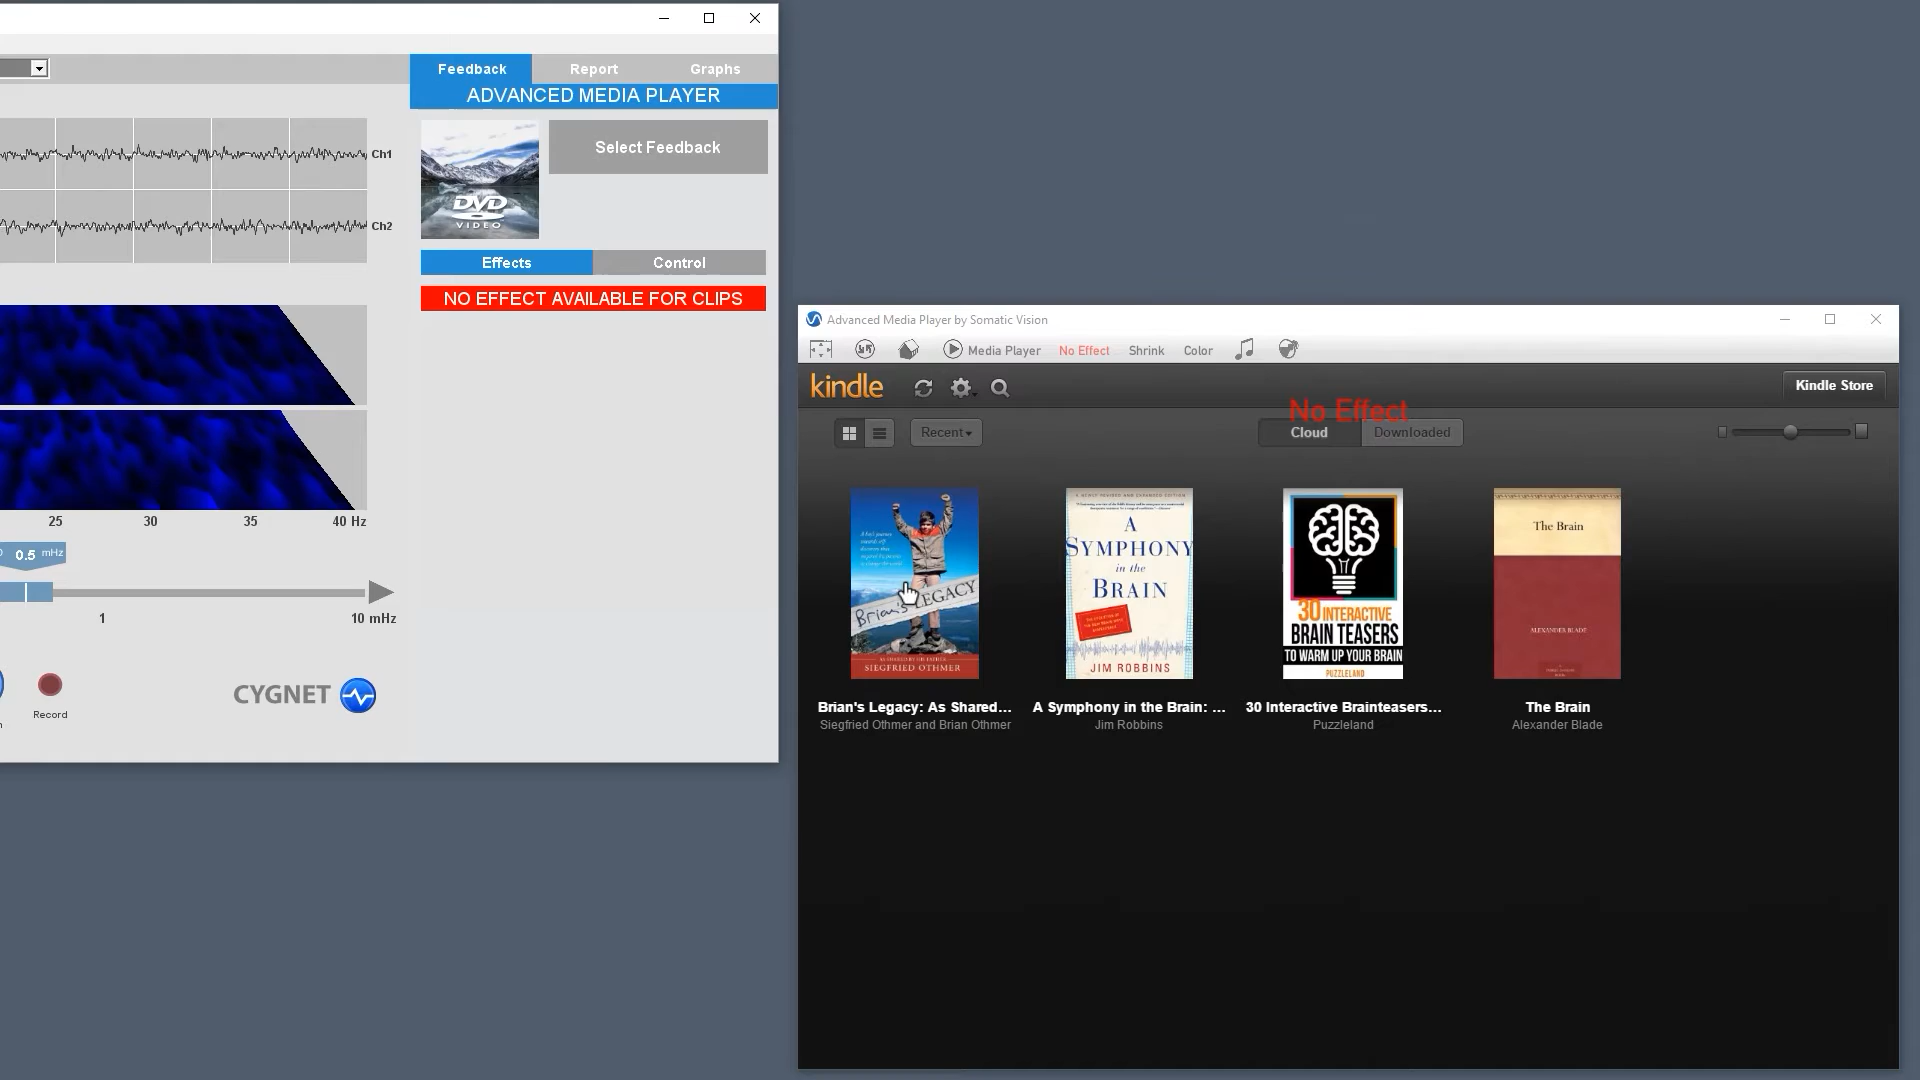 Feedback
Report
Graphs
ADVANCED MEDIA PLAYER
Select Feedback
DVD
VIDEO
Ch1
Ch2
Effects
Control
NO EFFECT AVAILABLE FOR CLIPS
25
30
35
40 Hz
0.5 mHz
1
10 mHz
Record
CYGNET
Advanced Media Player by Somatic Vision
Media Player
No Effect
Shrink
Color
kindle
Kindle Store
No Effect
Recent
Cloud
Downloaded
Brian's LEGACY
SIEGFRIED OTHMER
A NEWLY REVISED AND EXPANDED EDITION
A
SYMPHONY
in the
BRAIN
JIM ROBBINS
30 INTERACTIVE
BRAIN TEASERS
TO WARM UP YOUR BRAIN
PUZZLELAND
The Brain
ALEXANDER BLADE
Brian's Legacy: As Shared...
Siegfried Othmer and Brian Othmer
A Symphony in the Brain: ...
Jim Robbins
30 Interactive Brainteasers...
Puzzleland
The Brain
Alexander Blade